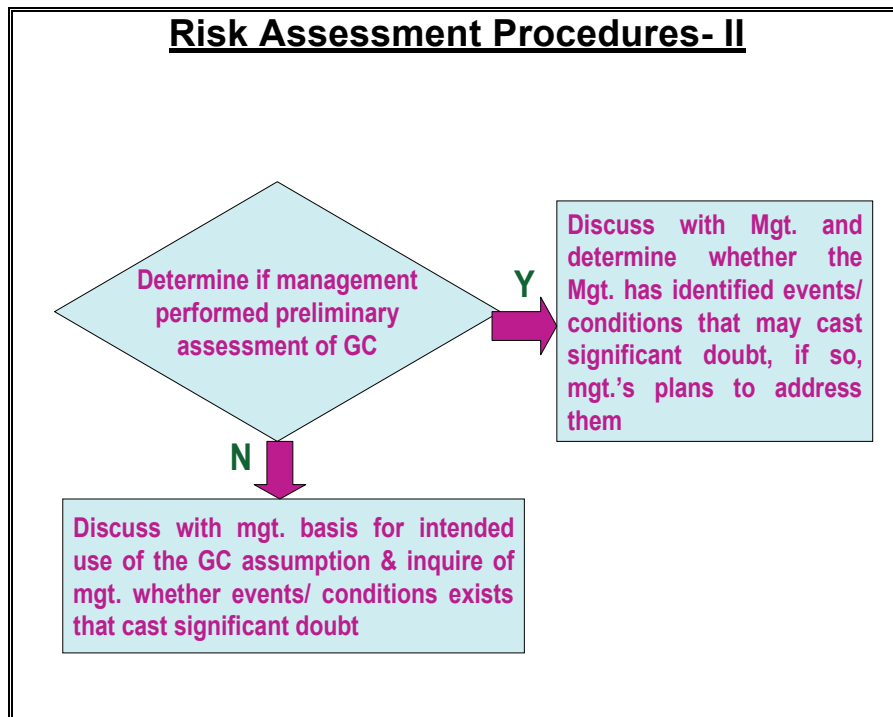 Risk Assessment Procedures- II
Determine if management
performed preliminary
assessment of GC
Y
Discuss with Mgt. and
determine whether the
Mgt. has identified events/
conditions that may cast
significant doubt, if so,
mgt.'s plans to address
them
N
Discuss with mgt. basis for intended
use of the GC assumption & inquire of
mgt. whether events/ conditions exists
that cast significant doubt